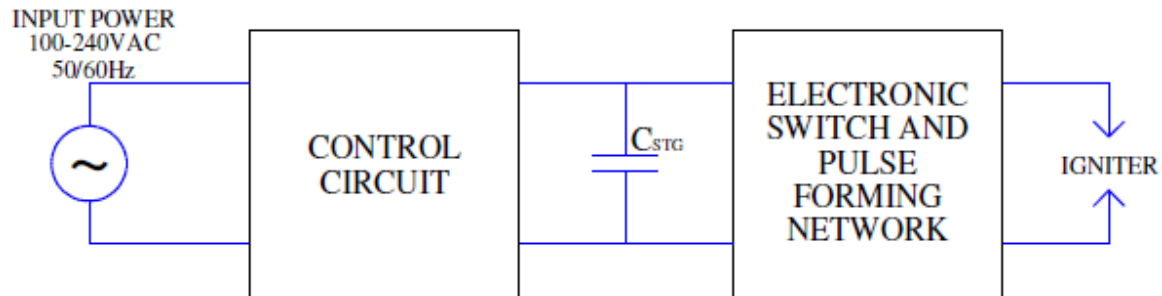 INPUT POWER
100-240VAC
50/60Hz
~
CONTROL
CIRCUIT
CSTG
ELECTRONIC
SWITCH AND
PULSE
FORMING
NETWORK
IGNITER